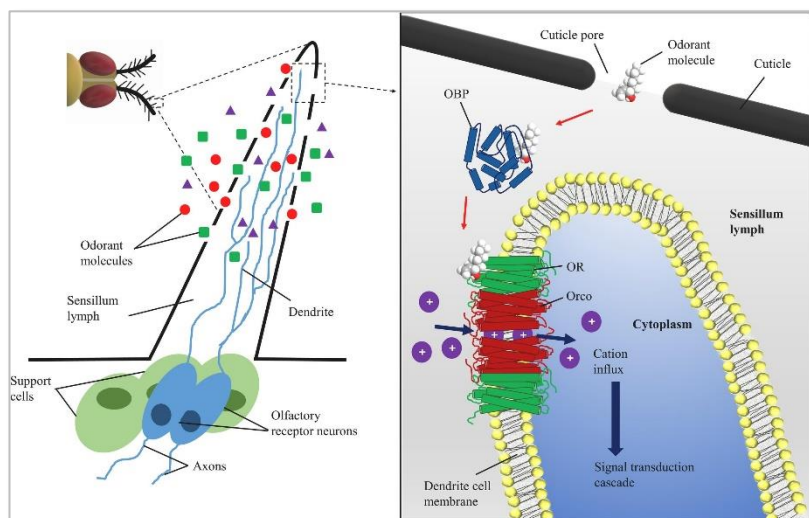 Odorant
molecules
Sensillum
lymph
Dendrite
Support
cells
Olfactory
receptor neurons
Axons
Cuticle pore
Odorant
molecule
Cuticle
OBP
Sensillum
lymph
OR
Orco
Cytoplasm
+
+
+
+
+
+
+
+
Cation
influx
Signal transduction
cascade
Dendrite cell
membrane